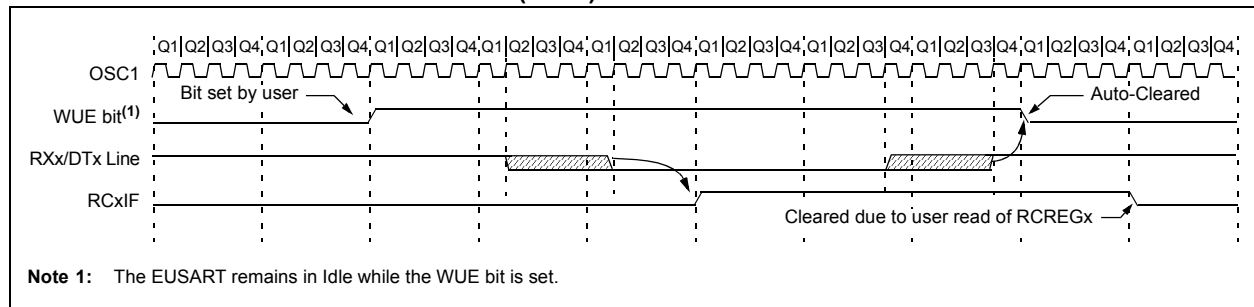 Q1 Q2 Q3 Q4 Q1 Q2 Q3 Q4 Q1 Q2 Q3 Q4 Q1 Q2 Q3 Q4 Q1 Q2 Q3 Q4 Q1 Q2 Q3 Q4 Q1 Q2 Q3 Q4 Q1 Q2 Q3 Q4 Q1 Q2 Q3 Q4 Q1 Q2 Q3 Q4
OSC1
Bit set by user
Auto-Cleared
WUE bit(1)
RXx/DTx Line
RCxIF
Cleared due to user read of RCREGx
Note 1: The EUSART remains in Idle while the WUE bit is set.